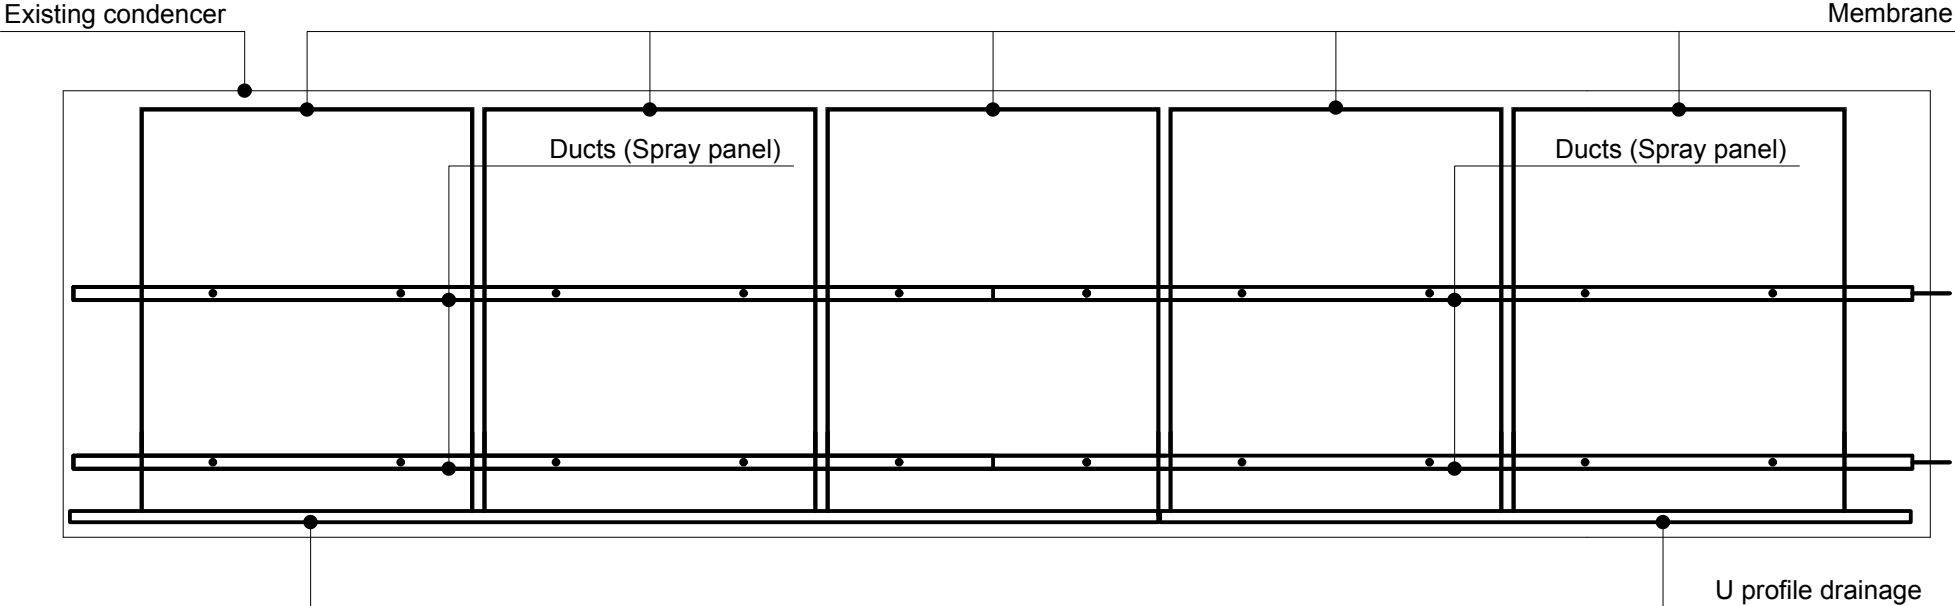 Existing condencer
Membrane
Ducts (Spray panel)
Ducts (Spray panel)
U profile drainage